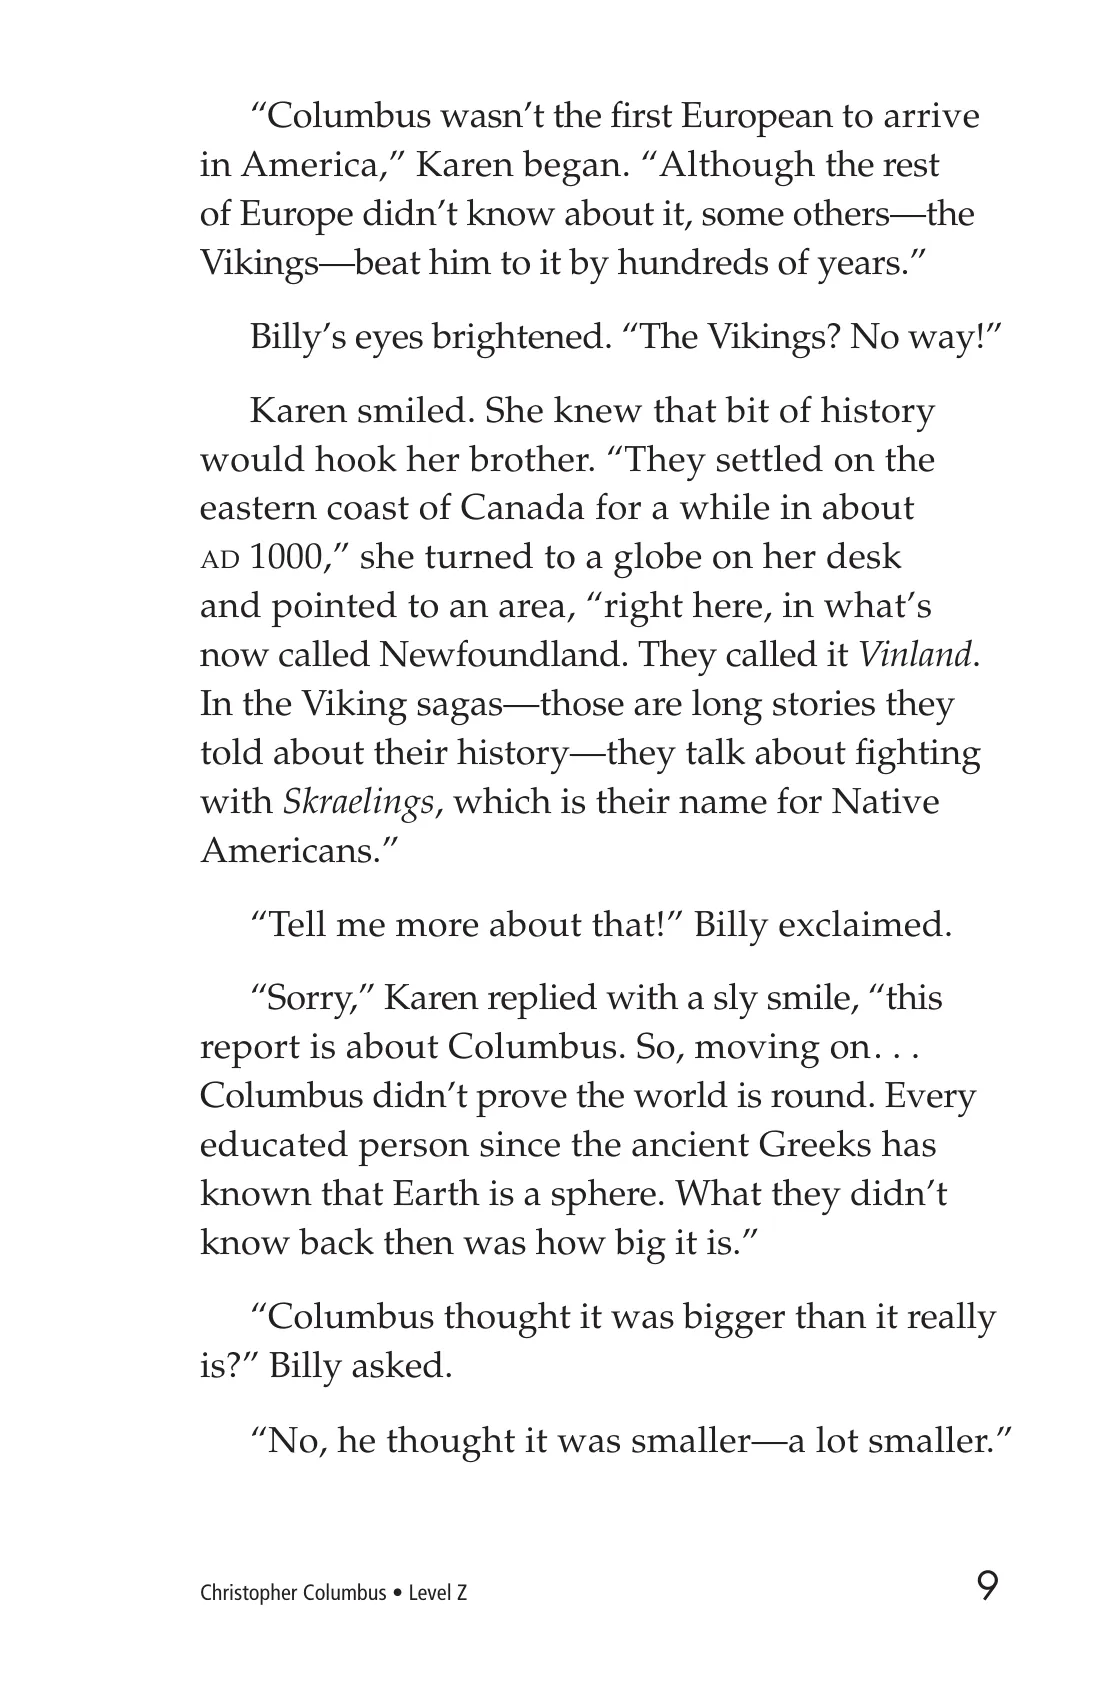 “Columbus wasn’t the first European to arrive
in America,” Karen began. “Although the rest
of Europe didn’t know about it, some others—the
Vikings—beat him to it by hundreds of years.”
Billy’s eyes brightened. “The Vikings? No way!”
Karen smiled. She knew that bit of history
would hook her brother. “They settled on the
eastern coast of Canada for a while in about
AD 1000,” she turned to a globe on her desk
and pointed to an area, “right here, in what’s
now called Newfoundland. They called it Vinland.
In the Viking sagas—those are long stories they
told about their history—they talk about fighting
with Skraelings, which is their name for Native
Americans.”
“Tell me more about that!” Billy exclaimed.
“Sorry,” Karen replied with a sly smile, “this
report is about Columbus. So, moving on. . .
Columbus didn’t prove the world is round. Every
educated person since the ancient Greeks has
known that Earth is a sphere. What they didn’t
know back then was how big it is.”
“Columbus thought it was bigger than it really
is?” Billy asked.
“No, he thought it was smaller—a lot smaller.”
Christopher Columbus • Level Z
9